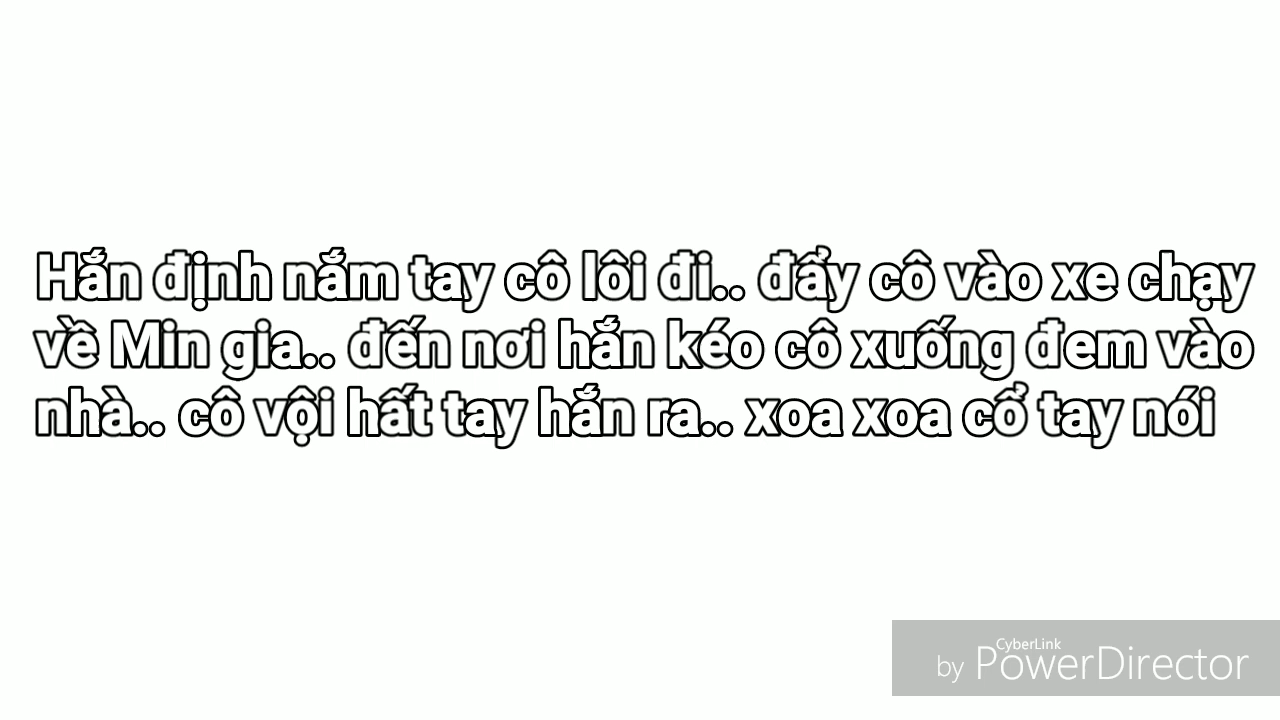 Hắn định nắm tay cô lôi đi.. đẩy cô vào xe chạy
về Min gia.. đến nơi hắn kéo cô xuống đem vào
nhà.. cô vội hất tay hắn ra.. xoa xoa cổ tay nói
CyberLink
by PowerDirector